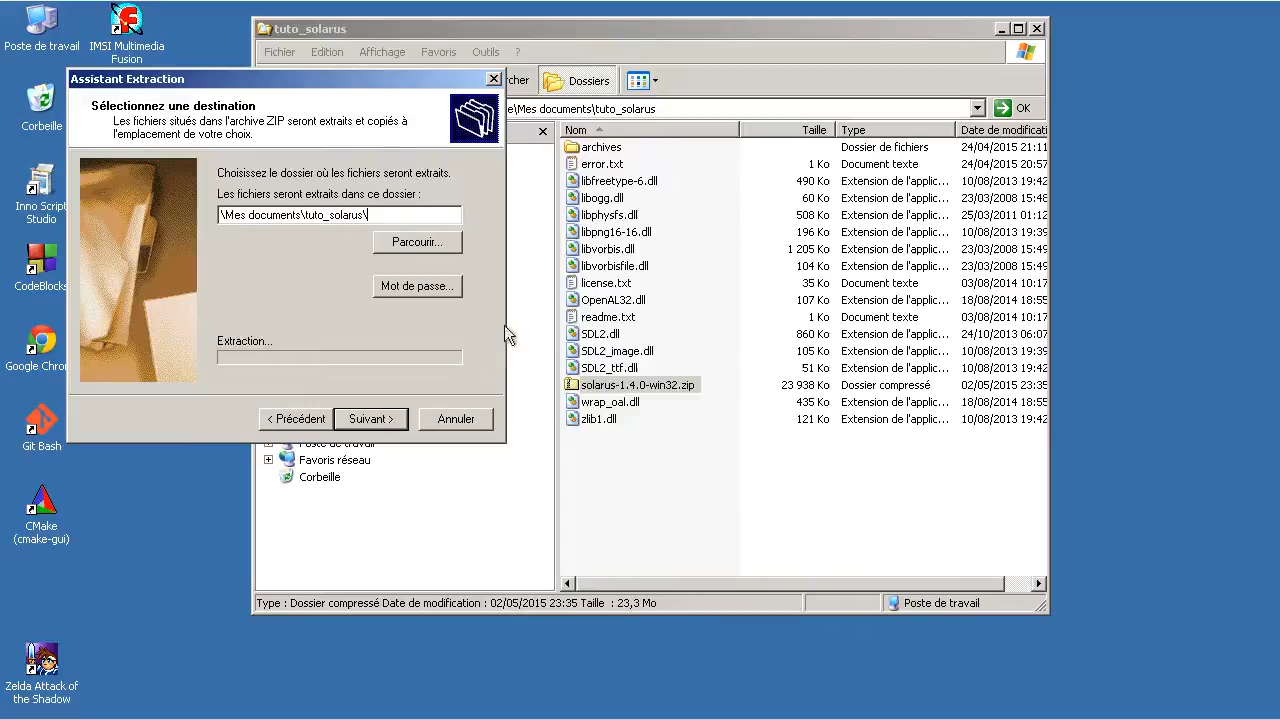 Poste de travail
IMSI Multimedia
Fusion
Corbeille
Inno Script
Studio
CodeBlocks
Google Chrom
Git Bash
CMake
(cmake-gui)
Zelda Attack of
the Shadow
tuto_solarus
Fichier Edition Affichage Favoris Outils ?
rcher Dossiers
e\Mes documents\tuto_solarus OK
Assistant Extraction
Sélectionnez une destination
Les fichiers situés dans l'archive ZIP seront extraits et copiés à
l'emplacement de votre choix.
Choisissez le dossier où les fichiers seront extraits.
Les fichiers seront extraits dans ce dossier :
\Mes documents\tuto_solarus\
Parcourir...
Mot de passe...
Extraction...
< Précédent Suivant > Annuler
Poste de travail
Favoris réseau
Corbeille
Nom Taille Type Date de modificati
archives Dossier de fichiers 24/04/2015 21:11
error.txt 1 Ko Document texte 24/04/2015 20:57
libfreetype-6.dll 490 Ko Extension de l'applic... 10/08/2013 19:42
libogg.dll 60 Ko Extension de l'applic... 23/03/2008 15:49
libphysfs.dll 508 Ko Extension de l'applic... 25/03/2011 01:12
libpng16-16.dll 196 Ko Extension de l'applic... 10/08/2013 19:39
libvorbis.dll 1 205 Ko Extension de l'applic... 23/03/2008 15:49
libvorbisfile.dll 104 Ko Extension de l'applic... 23/03/2008 15:49
license.txt 35 Ko Document texte 03/08/2014 10:17
OpenAL32.dll 107 Ko Extension de l'applic... 18/08/2014 18:55
readme.txt 1 Ko Document texte 03/08/2014 10:17
SDL2.dll 860 Ko Extension de l'applic... 24/10/2013 06:07
SDL2_image.dll 105 Ko Extension de l'applic... 10/08/2013 19:39
SDL2_ttf.dll 51 Ko Extension de l'applic... 10/08/2013 19:42
solarus-1.4.0-win32.zip 23 938 Ko Dossier compressé 02/05/2015 23:35
wrap_oal.dll 435 Ko Extension de l'applic... 18/08/2014 18:55
zlib1.dll 121 Ko Extension de l'applic... 10/08/2013 19:42
Type : Dossier compressé Date de modification : 02/05/2015 23:35 Taille : 23,3 Mo Poste de travail